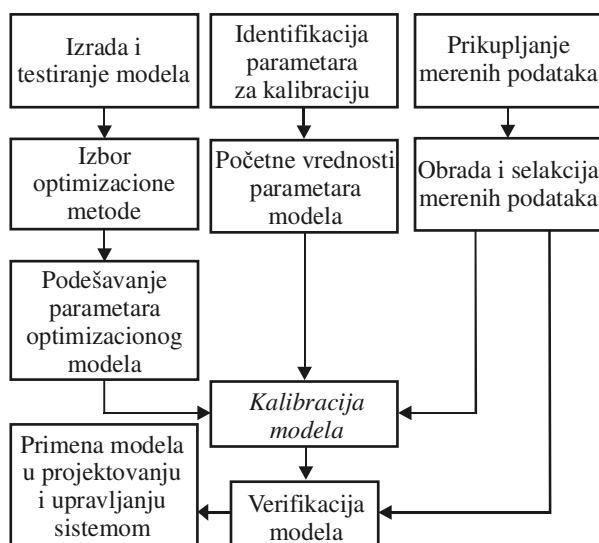 Izrada i
testiranje modela
Identifikacija
parametara
za kalibraciju
Prikupljanje
merenih podataka
Izbor
optimizacione
metode
Početne vrednosti
parametara
modela
Obrada i selakcija
merenih podataka
Podešavanje
parametara
optimizacionog
modela
Kalibracija
modela
Primena modela
u projektovanju
i upravljanju
sistemom
Verifikacija
modela